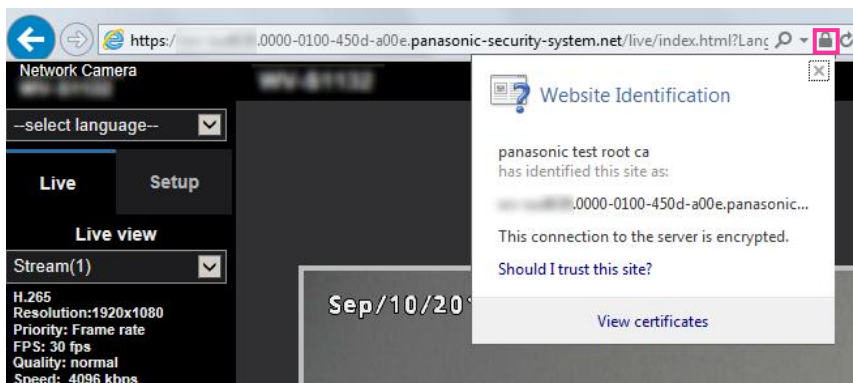 https:/ .0000-0100-450d-a00e.panasonic-security-system.net/live/index.html?Lang
Network Camera
--select language--
Live Setup
Live view
Stream(1)
H.265
Resolution:1920x1080
Priority: Frame rate
FPS: 30 fps
Quality: normal
Speed: 4096 kbps
Sep/10/201
Website Identification
panasonic test root ca
has identified this site as:
.0000-0100-450d-a00e.panasonic...
This connection to the server is encrypted.
Should I trust this site?
View certificates